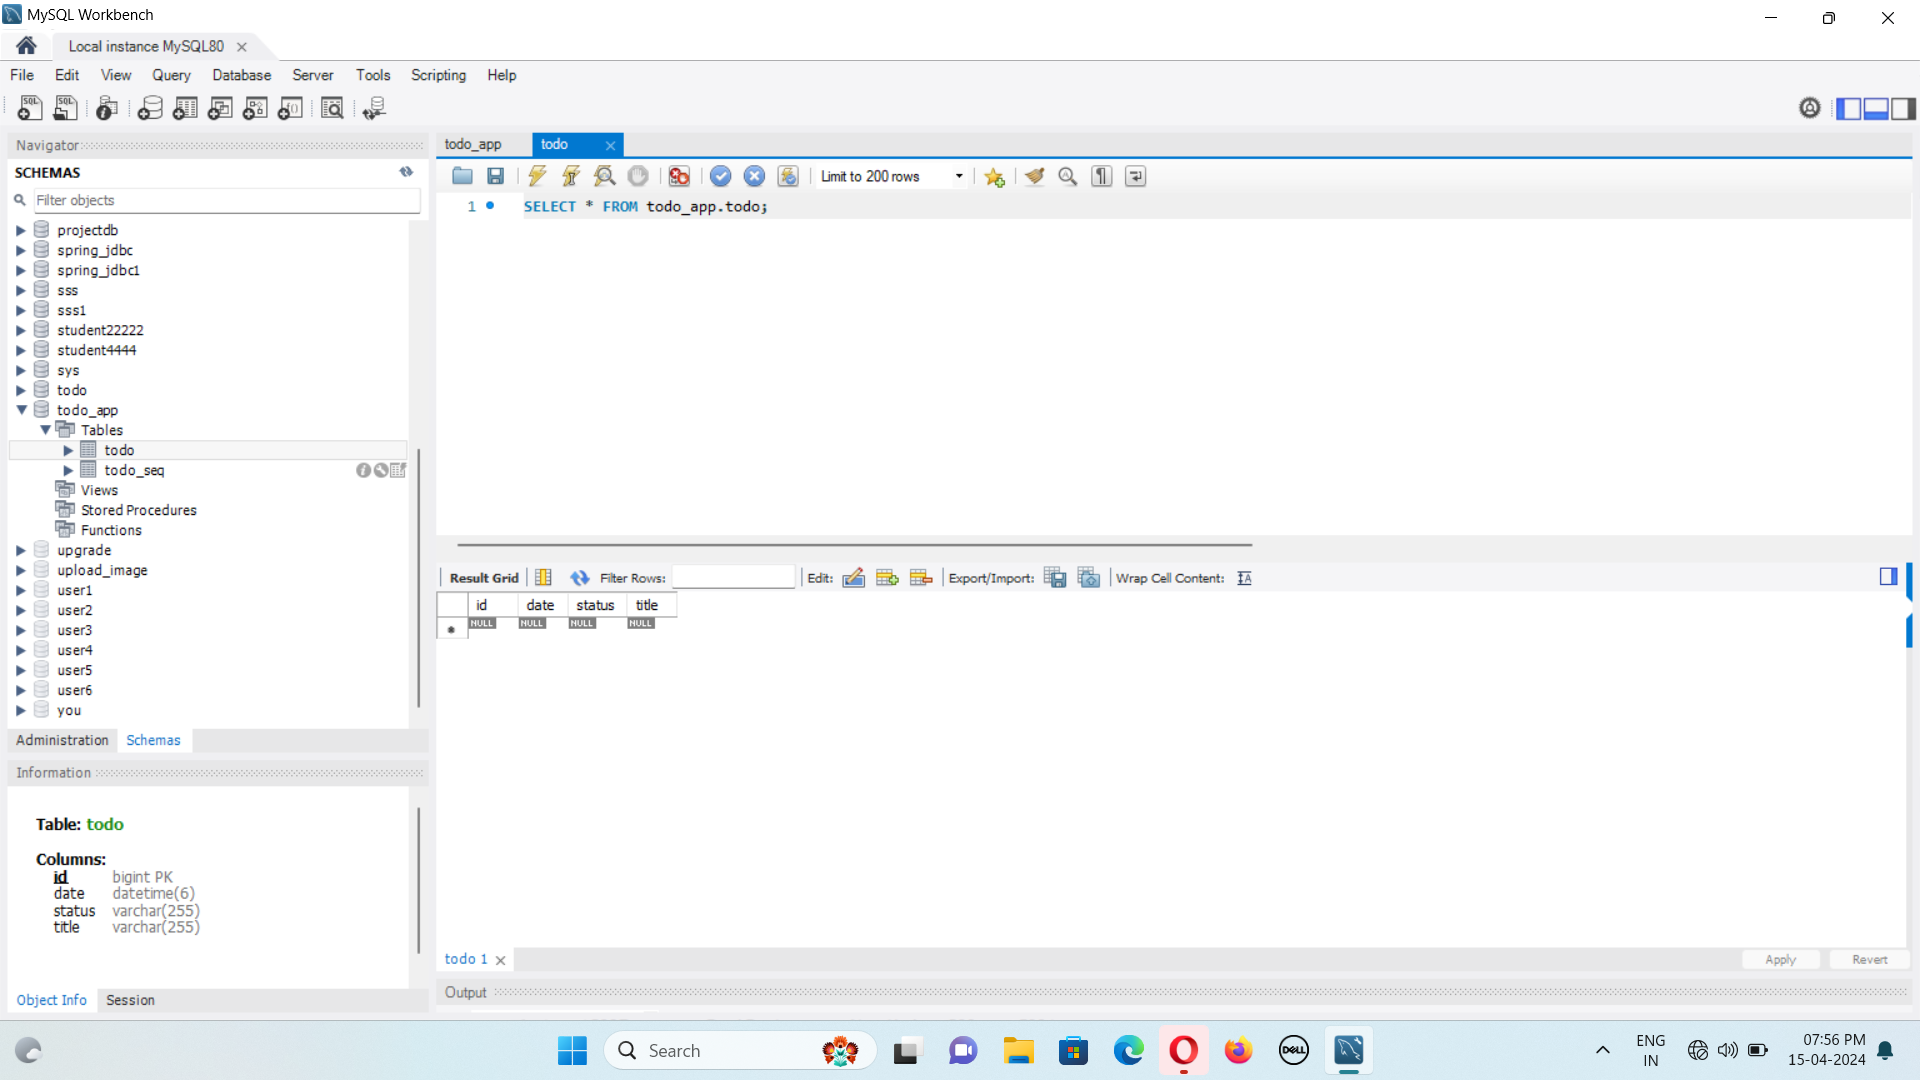 MySQL Workbench
Local instance MySQL80
File Edit View Query Database Server Tools Scripting Help
Navigator
SCHEMAS
Filter objects
projectdb
spring_jdbc
spring_jdbc1
sss
sss1
student22222
student4444
sys
todo
todo_app
Tables
todo
todo_seq
Views
Stored Procedures
Functions
upgrade
upload_image
user1
user2
user3
user4
user5
user6
you
Administration Schemas
Information
Table: todo
Columns:
id bigint PK
date datetime(6)
status varchar(255)
title varchar(255)
Object Info Session
todo_app todo
Limit to 200 rows
1 SELECT * FROM todo_app.todo;
Result Grid Filter Rows: Edit: Export/Import: Wrap Cell Content:
id date status title
NULL NULL NULL NULL
todo 1 Apply Revert
Output
Search
DELL
ENG
IN
07:56 PM
15-04-2024